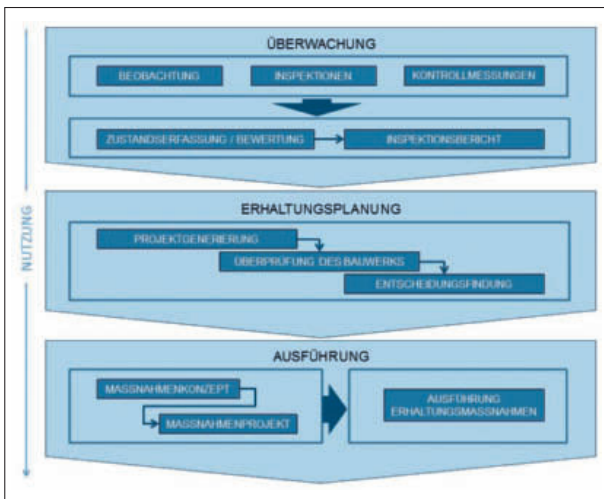 NUTZUNG
ÜBERWACHUNG
BEOBACHTUNG INSPEKTIONEN KONTROLLMESSUNGEN
ZUSTANDSERFASSUNG / BEWERTUNG INSPEKTIONSBERICHT
ERHALTUNGSPLANUNG
PROJEKTGENERIERUNG
ÜBERPRÜFUNG DES BAUWERKS
ENTSCHEIDUNGSFINDUNG
AUSFÜHRUNG
MASSNAHMENKONZEPT
MASSNAHMENPROJEKT
AUSFÜHRUNG
ERHALTUNGSMASSNAHMEN